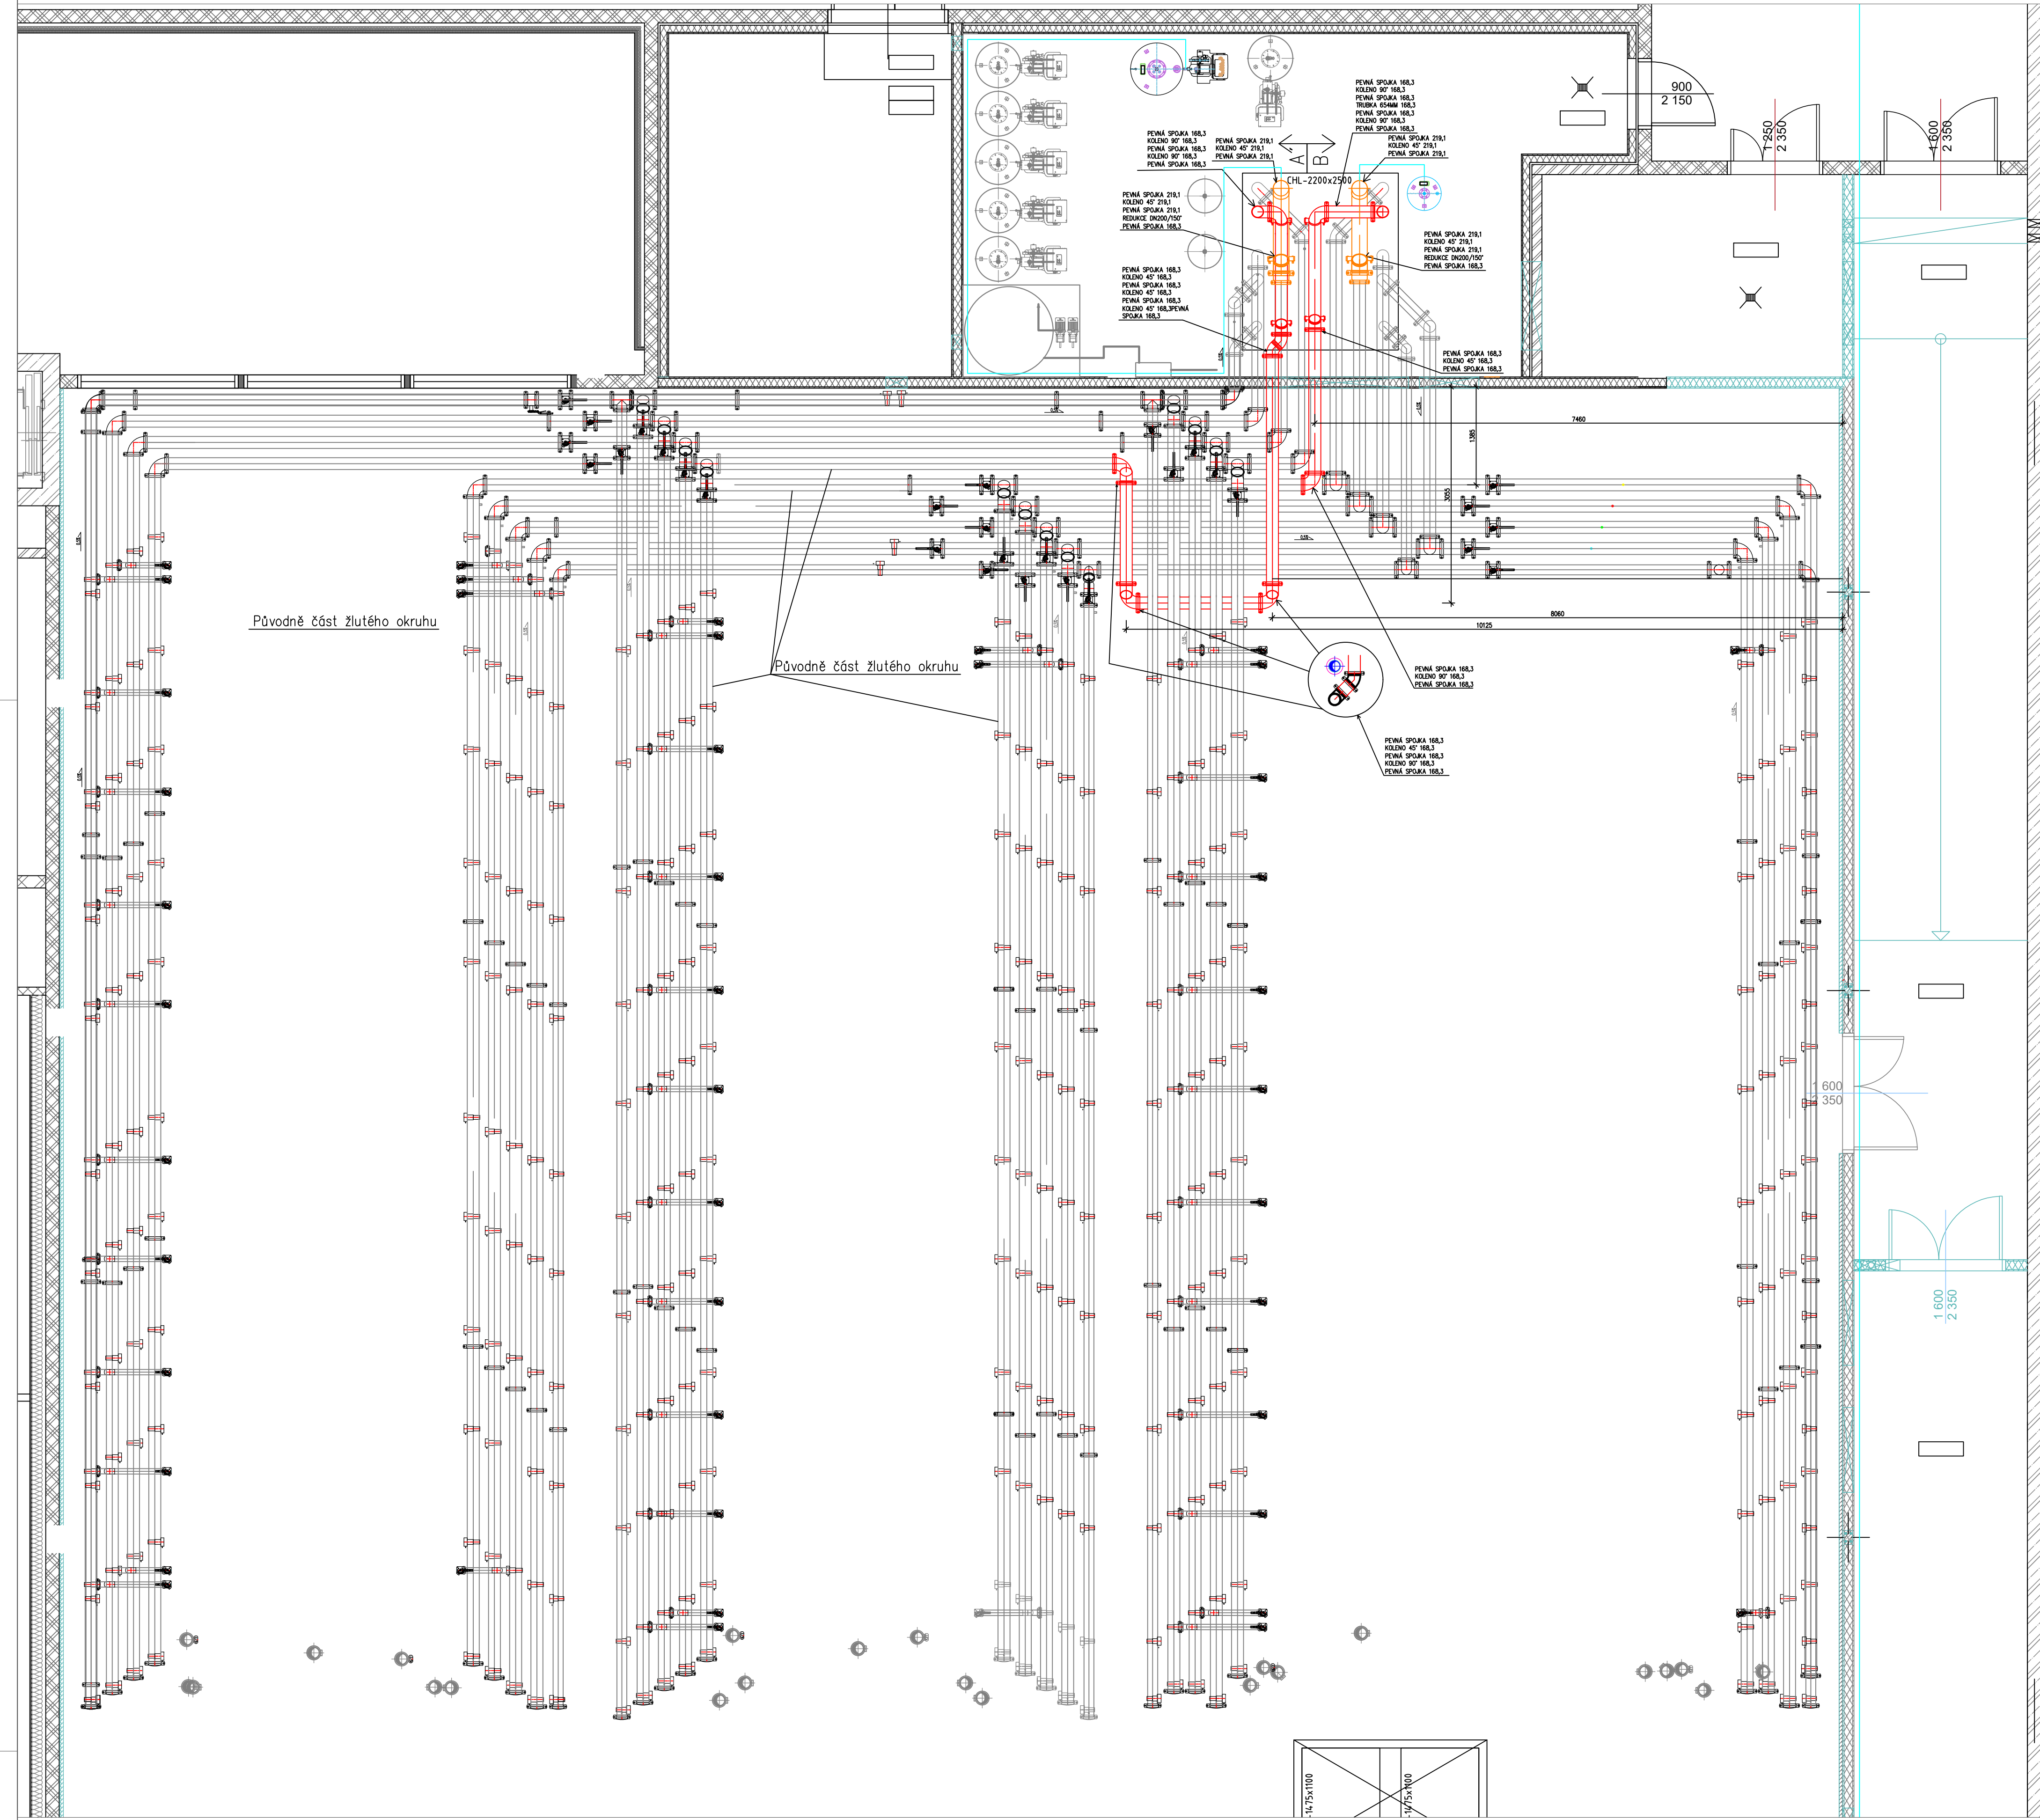 PEVNÁ SPOJKA 168,3
KOLENO 90° 168,3
PEVNÁ SPOJKA 168,3
TRUBKA 654MM 168,3
PEVNÁ SPOJKA 168,3
KOLENO 90° 168,3
PEVNÁ SPOJKA 168,3
900
2 150
1 250
2 350
1 600
2 350
PEVNÁ SPOJKA 168,3
KOLENO 90° 168,3
PEVNÁ SPOJKA 168,3
KOLENO 90° 168,3
PEVNÁ SPOJKA 168,3
PEVNÁ SPOJKA 219,1
KOLENO 45° 219,1
PEVNÁ SPOJKA 219,1
A'
B'
PEVNÁ SPOJKA 219,1
KOLENO 45° 219,1
PEVNÁ SPOJKA 219,1
CHL-2200x2500
PEVNÁ SPOJKA 219,1
KOLENO 45° 219,1
PEVNÁ SPOJKA 219,1
REDUKCE DN200/150"
PEVNÁ SPOJKA 168,3
PEVNÁ SPOJKA 219,1
KOLENO 45° 219,1
PEVNÁ SPOJKA 219,1
REDUKCE DN200/150"
PEVNÁ SPOJKA 168,3
PEVNÁ SPOJKA 168,3
KOLENO 45° 168,3
PEVNÁ SPOJKA 168,3
KOLENO 45° 168,3
PEVNÁ SPOJKA 168,3
KOLENO 45° 168,3PEVNÁ
SPOJKA 168,3
PEVNÁ SPOJKA 168,3
KOLENO 45° 168,3
PEVNÁ SPOJKA 168,3
7460
1385
3055
8060
10125
Původně část žlutého okruhu
Původně část žlutého okruhu
PEVNÁ SPOJKA 168,3
KOLENO 90° 168,3
PEVNÁ SPOJKA 168,3
PEVNÁ SPOJKA 168,3
KOLENO 45° 168,3
PEVNÁ SPOJKA 168,3
KOLENO 90° 168,3
PEVNÁ SPOJKA 168,3
1 600
2 350
1 600
2 350
-1475x1100
-1475x1100